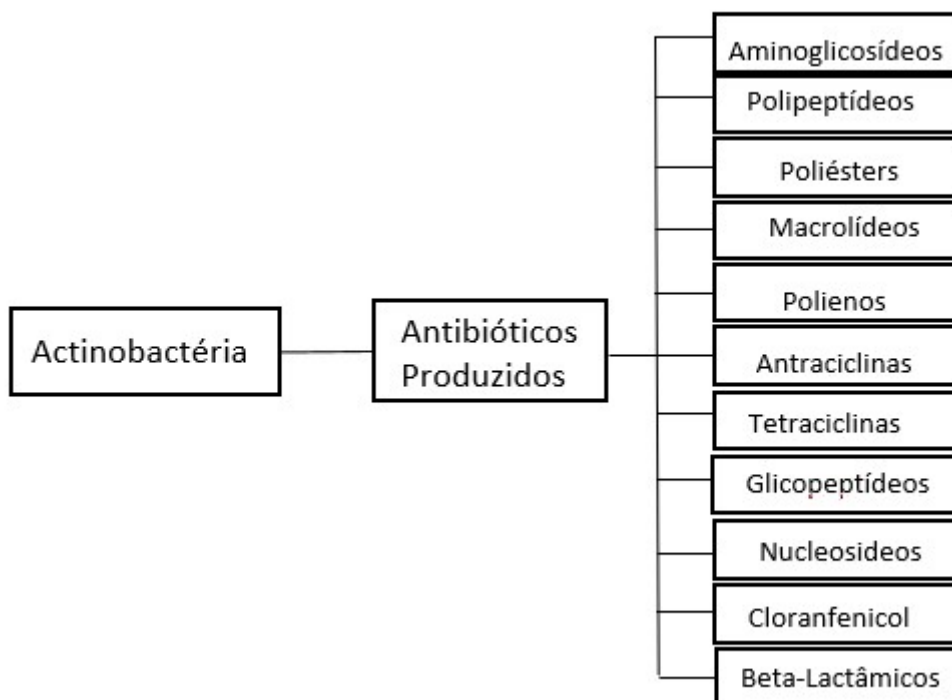 Actinobactéria
Antibióticos
Produzidos
Aminoglicosídeos
Polipeptídeos
Poliésters
Macrolídeos
Polienos
Antraciclinas
Tetraciclinas
Glicopeptídeos
Nucleosideos
Cloranfenicol
Beta-Lactâmicos